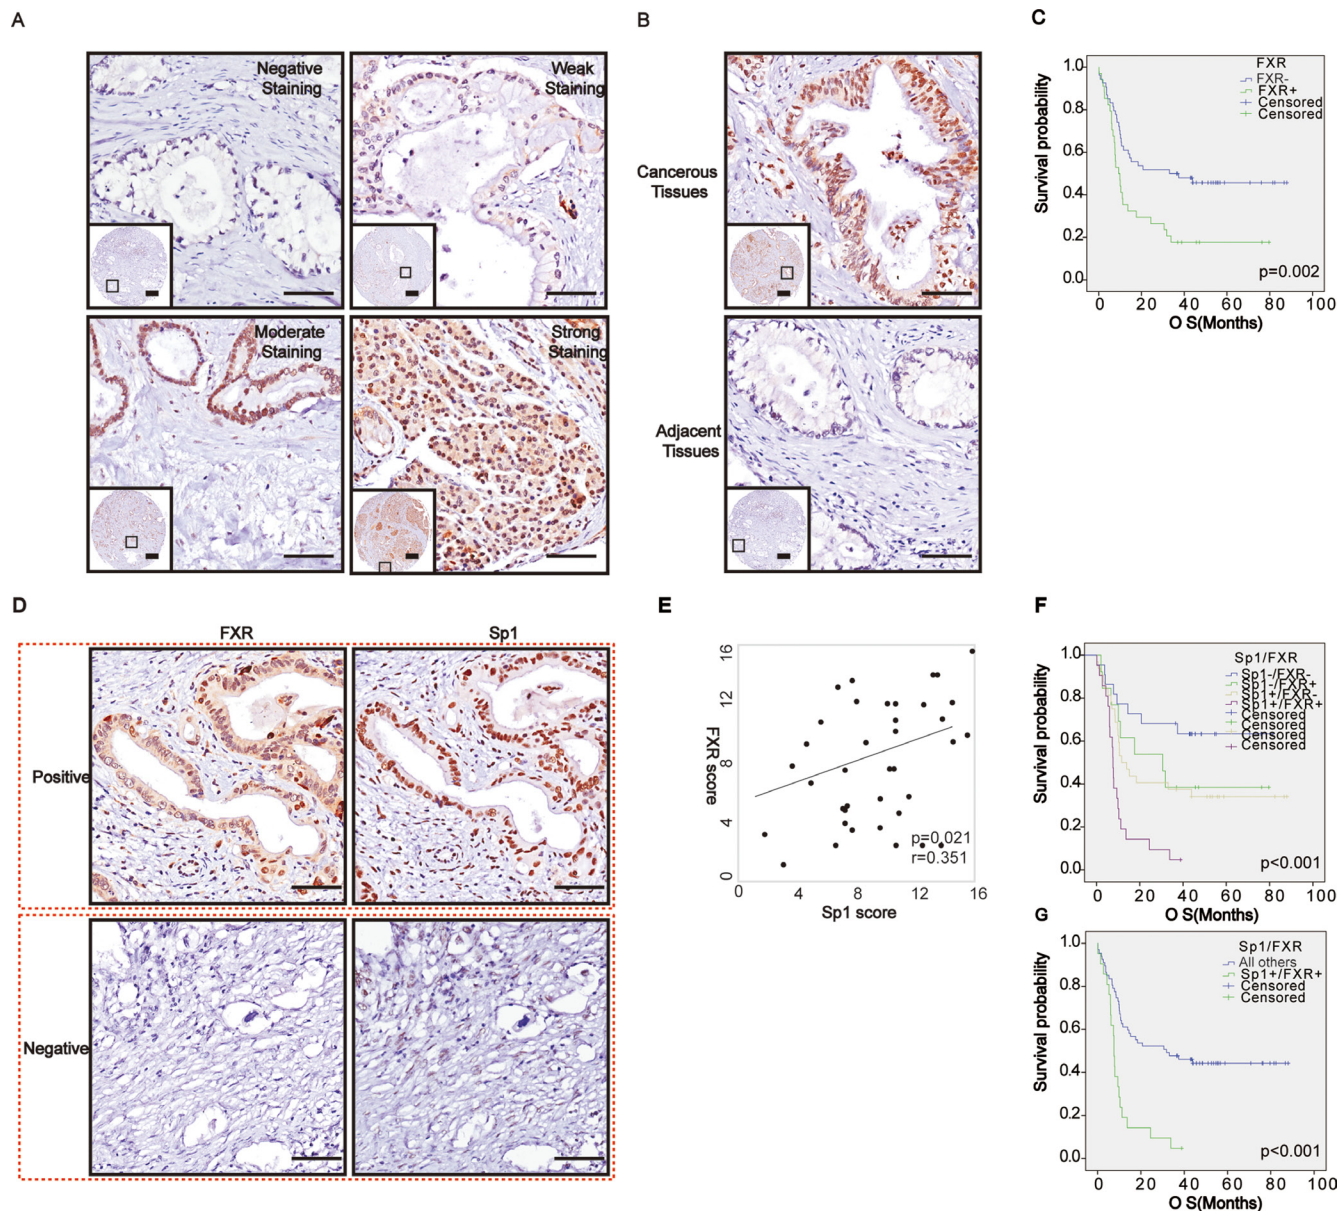 A
Negative
Staining
Weak
Staining
Moderate
Staining
Strong
Staining
B
Cancerous
Tissues
Adjacent
Tissues
C
Survival probability
1.0
0.8
0.6
0.4
0.2
0.0
FXR
FXR-
FXR+
Censored
Censored
p=0.002
0 20 40 60 80 100
O S(Months)
D
FXR
Sp1
Positive
Negative
E
FXR score
16
12
8
4
0
p=0.021
r=0.351
0 4 8 12 16
Sp1 score
F
Survival probability
1.0
0.8
0.6
0.4
0.2
0.0
Sp1/FXR
Sp1-/FXR-
Sp1-/FXR+
Sp1+/FXR-
Sp1+/FXR+
Censored
Censored
Censored
Censored
p<0.001
0 20 40 60 80 100
O S(Months)
G
Survival probability
1.0
0.8
0.6
0.4
0.2
0.0
Sp1/FXR
All others
Sp1+/FXR+
Censored
Censored
p<0.001
0 20 40 60 80 100
O S(Months)